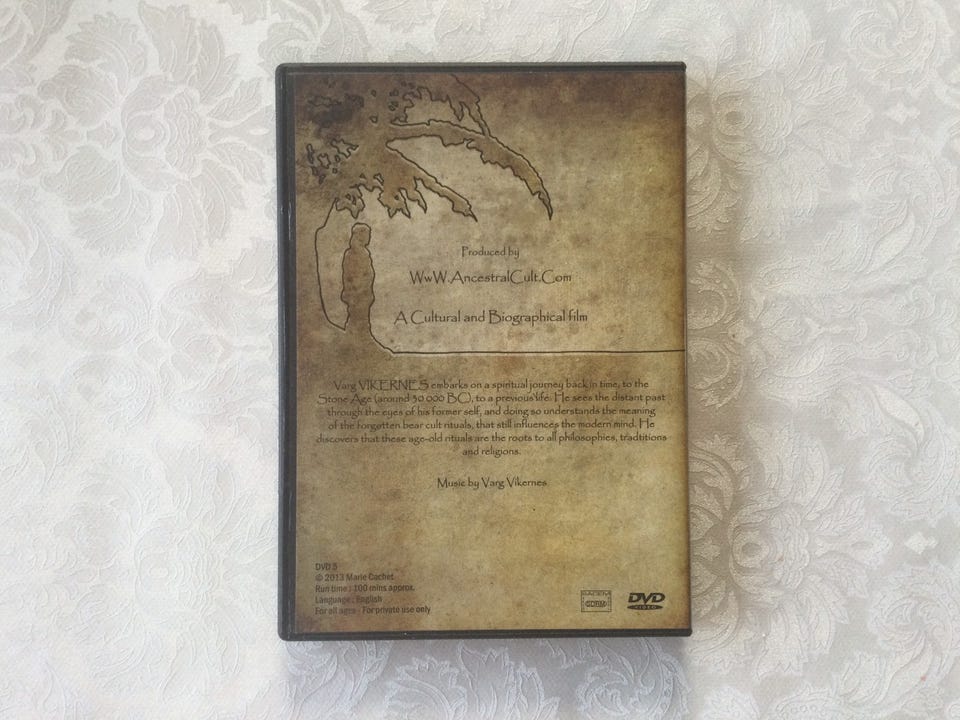 Produced by
WwW.AncestralCult.Com
A Cultural and Biographical film
Varg VIKERNES embarks on a spiritual journey back in time, to the
Stone Age (around 30 000 BC), to a previous life. He sees the distant past
through the eyes of his former self, and doing so understands the meaning
of the forgotten bear cult rituals, that still influences the modern mind. He
discovers that these age-old rituals are the roots to all philosophies, traditions
and religions.
Music by Varg Vikernes
DVD 5
© 2013 Marie Cachet
Run time : 100 mins approx.
Language : English
For all ages - For private use only
SACEM
SDRM
DVD
VIDEO